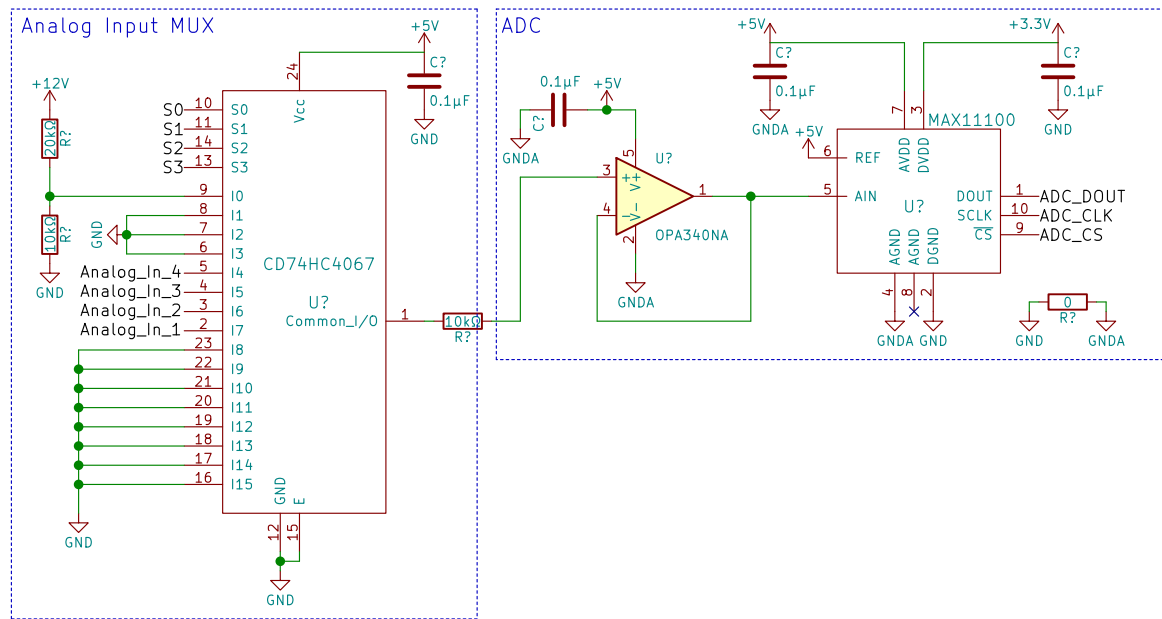 Analog Input MUX
+12V
20kΩ
R?
10kΩ
R?
GND
+5V
C?
0.1µF
GND
24
Vcc
S0 10 S0
S1 11 S1
S2 14 S2
S3 13 S3
9 I0
8 I1
GND 7 I2
6 I3
Analog_In_4 5 I4
Analog_In_3 4 I5
Analog_In_2 3 I6
Analog_In_1 2 I7
23 I8
22 I9
21 I10
20 I11
19 I12
18 I13
17 I14
16 I15
GND
CD74HC4067
U?
Common_I/O 1
GND E
12 15
GND
10kΩ
R?
ADC
0.1µF
+5V
C?
GNDA
U?
5
3 + V+ 1
4 - V-
2
OPA340NA
GNDA
+5V
C?
0.1µF
GNDA
+3.3V
C?
0.1µF
GND
7 3
MAX11100
AVDD DVDD
+5V
6 REF
5 AIN
U?
DOUT 1 ADC_DOUT
SCLK 10 ADC_CLK
CS 9 ADC_CS
AGND AGND DGND
4 8 2
GNDA GND
0
R?
GND GNDA